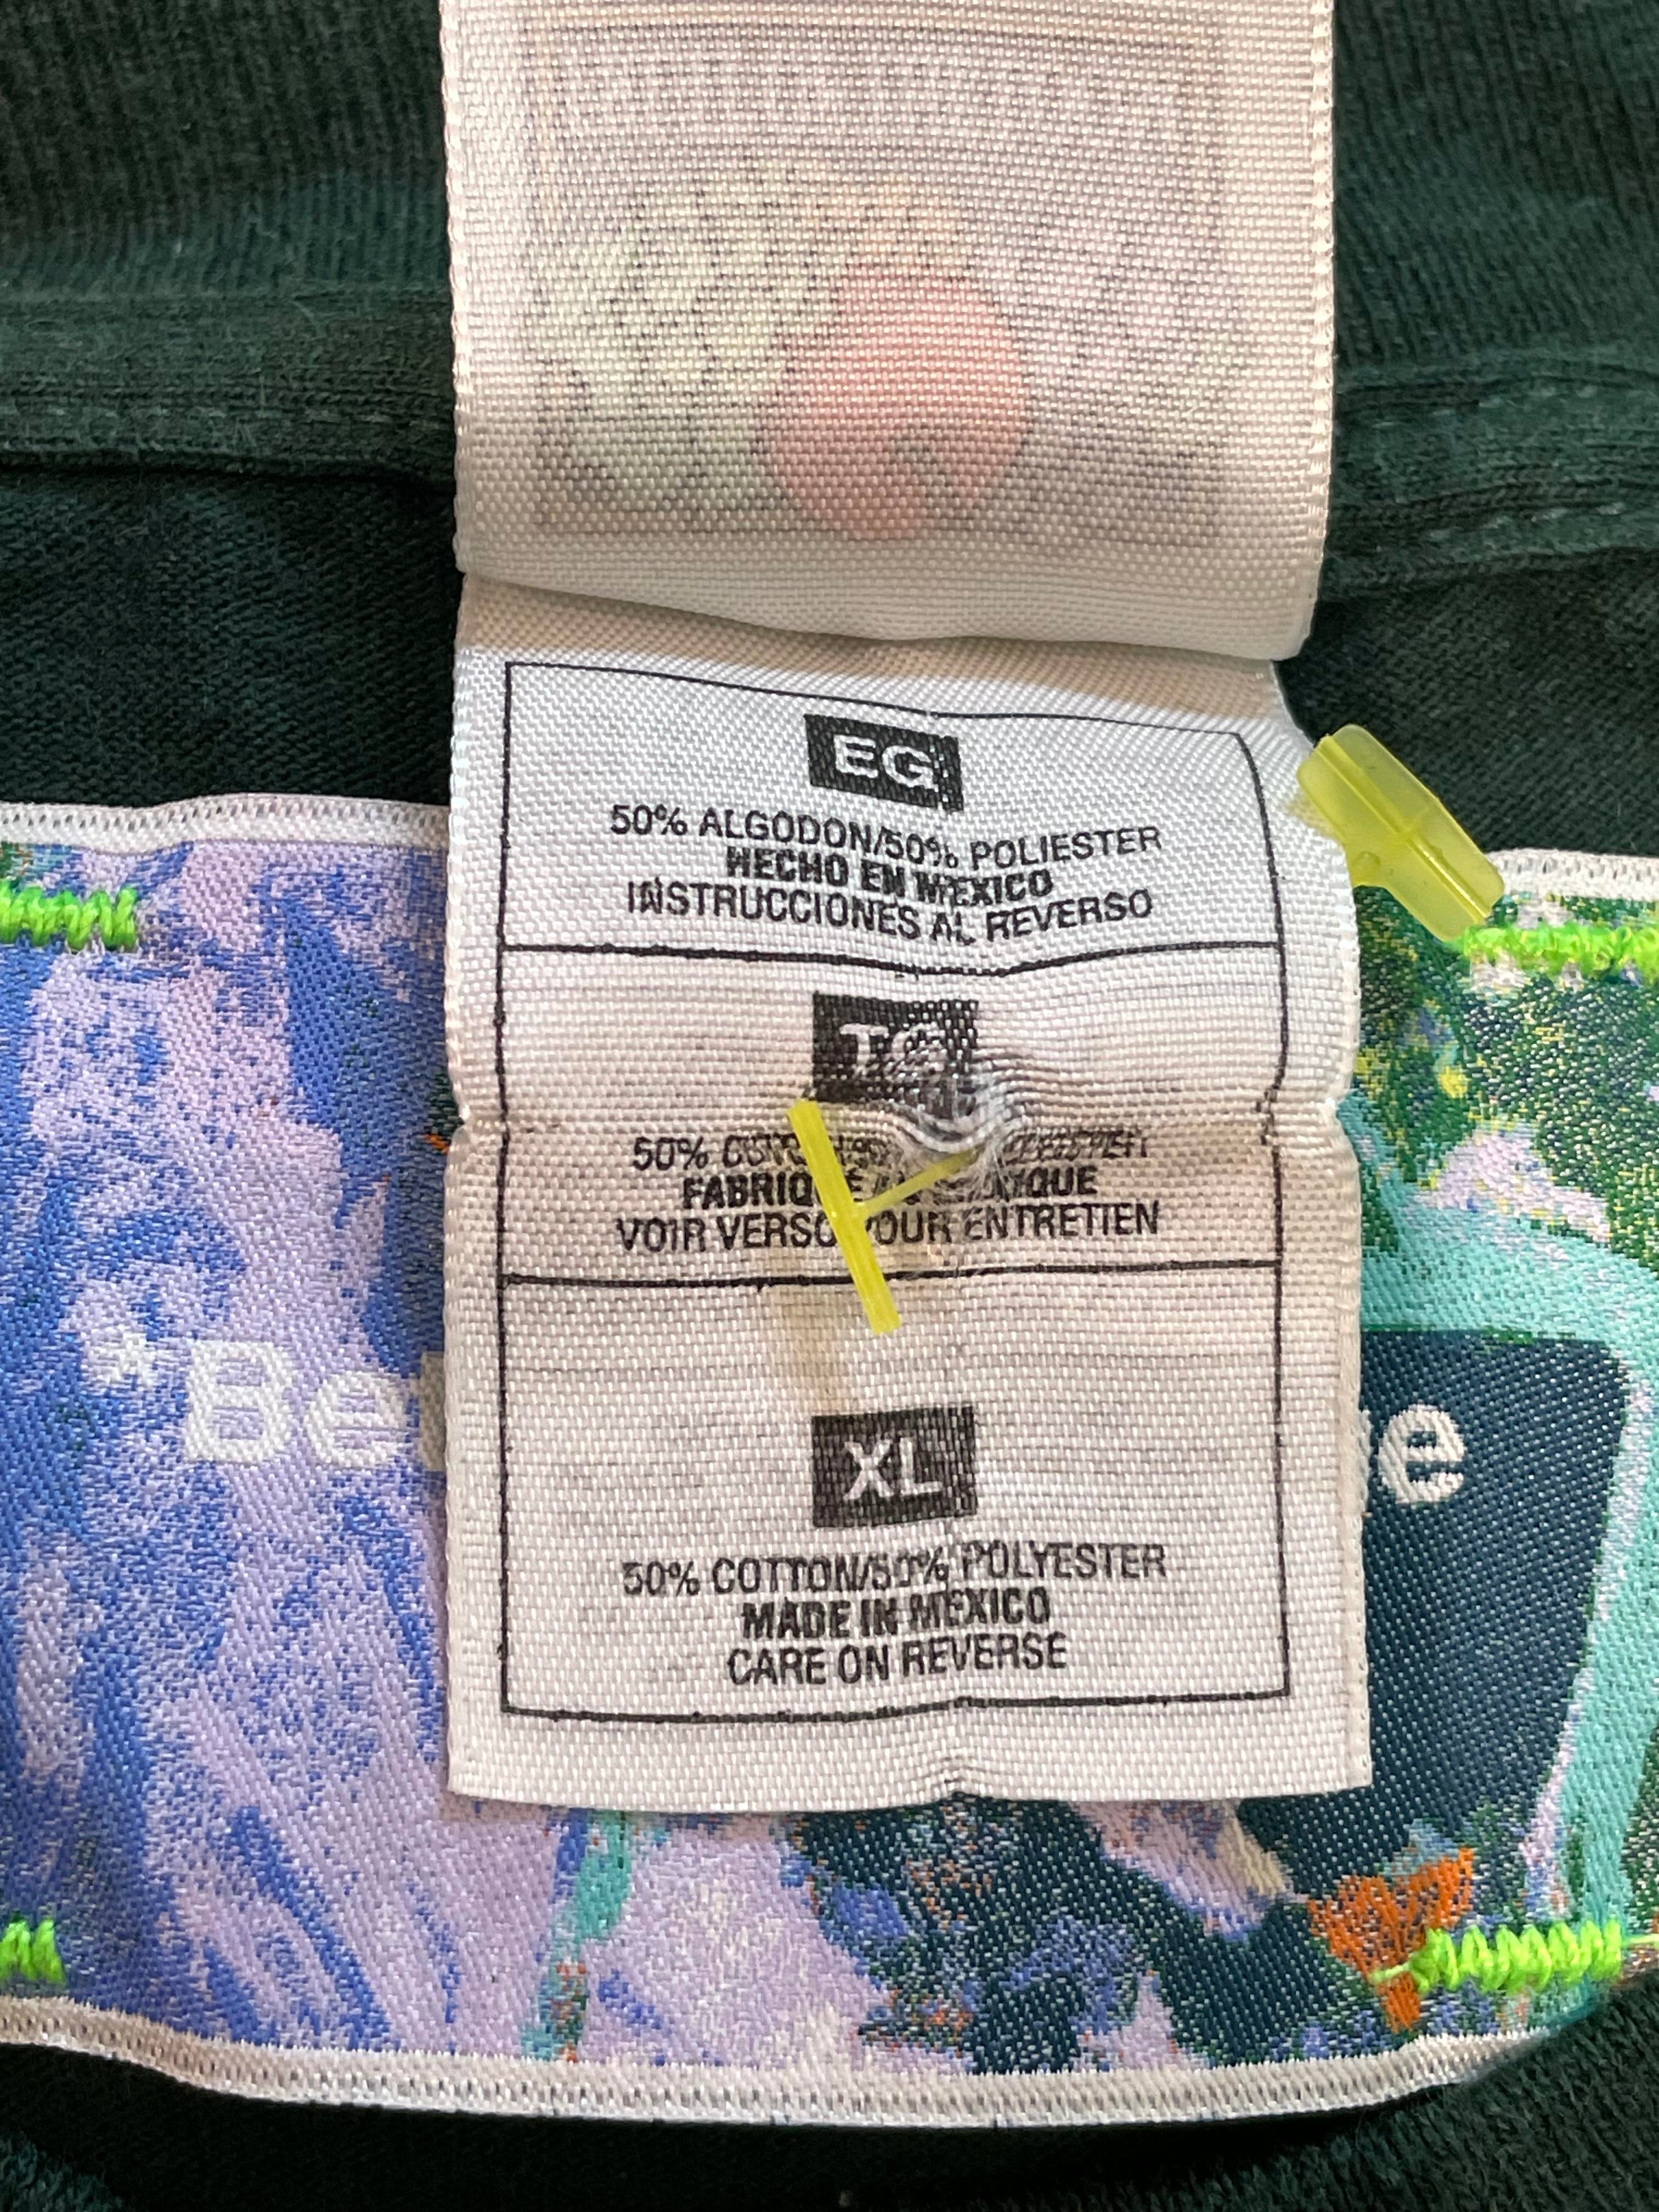 EG
50% ALGODON/50% POLIESTER
HECHO EN MEXICO
INSTRUCCIONES AL REVERSO
TG
50%
VOIR VERSO POUR ENTRETIEN
XL
50% COTTON/50% POLYESTER
MADE IN MEXICO
CARE ON REVERSE